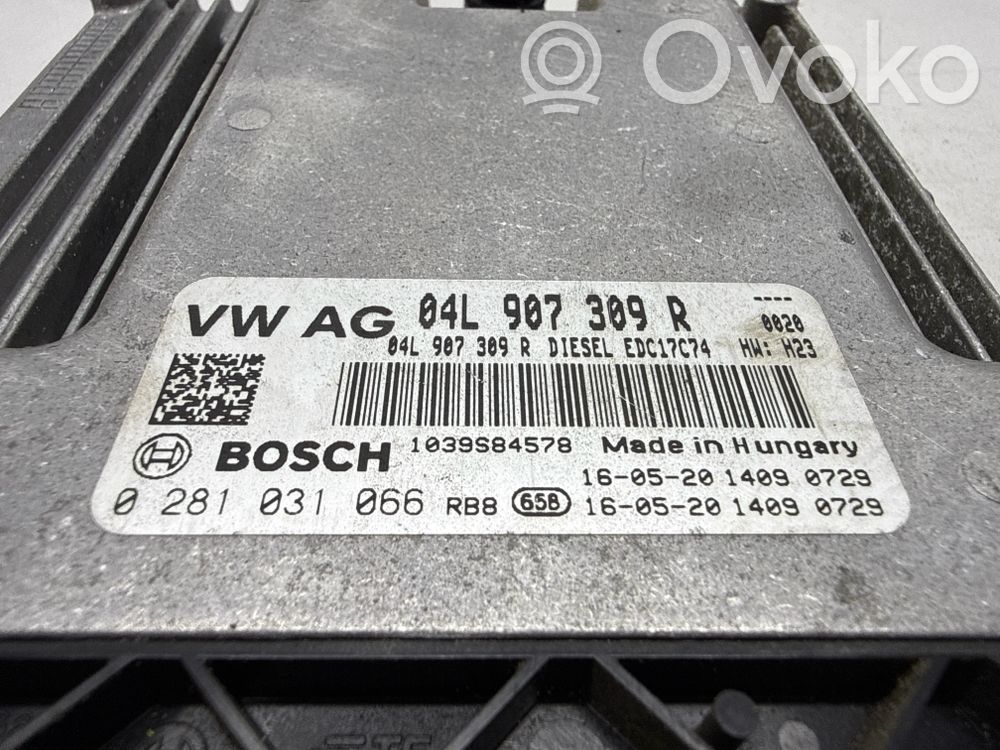 Ovoko
VW AG 04L 907 309 R ----
0020
04L 907 309 R DIESEL EDC17C74 HW: H23
BOSCH 1039S84578 Made in Hungary
16-05-20 1409 0729
0 281 031 066 RB8 658 16-05-20 1409 0729